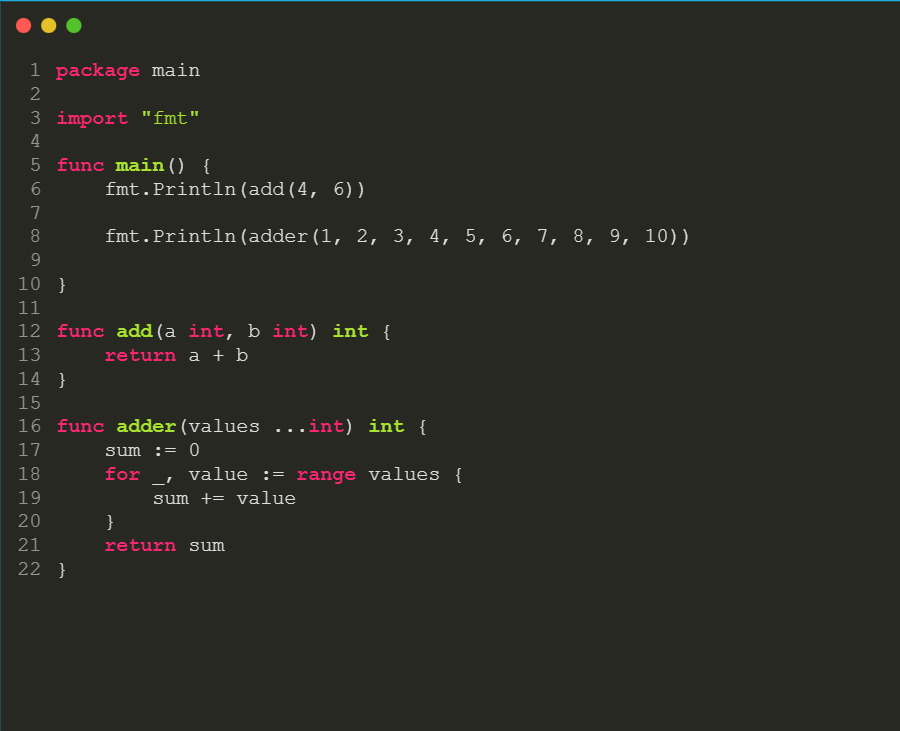 1 package main
2
3 import "fmt"
4
5 func main() {
6     fmt.Println(add(4, 6))
7
8     fmt.Println(adder(1, 2, 3, 4, 5, 6, 7, 8, 9, 10))
9
10 }
11
12 func add(a int, b int) int {
13     return a + b
14 }
15
16 func adder(values ...int) int {
17     sum := 0
18     for _, value := range values {
19         sum += value
20     }
21     return sum
22 }